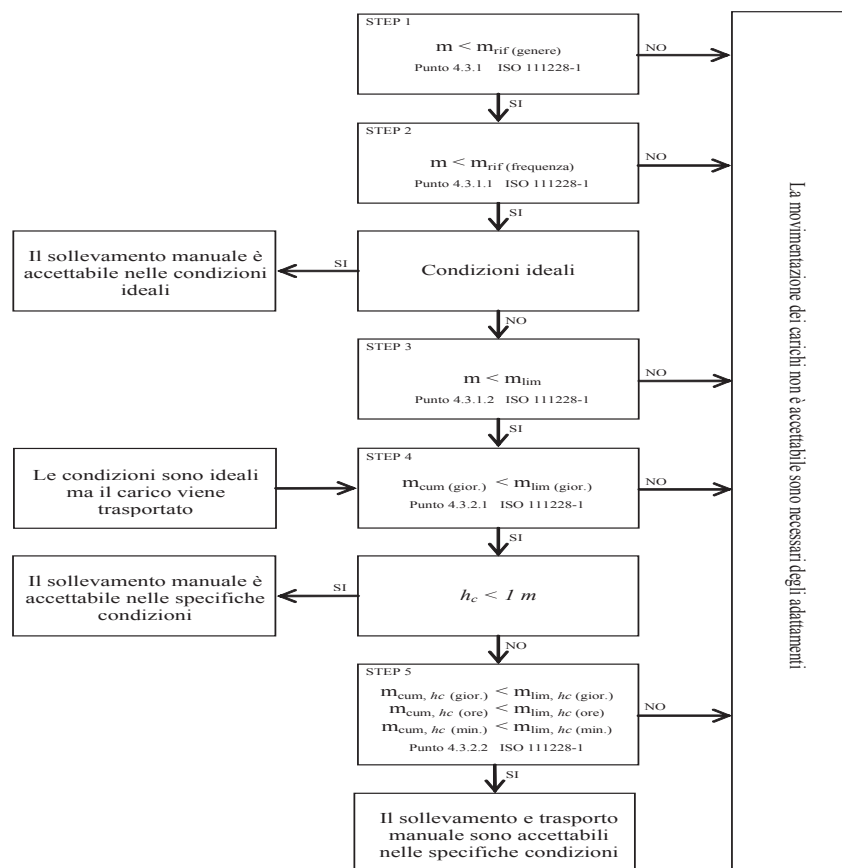 STEP 1
m < mrif (genere)
Punto 4.3.1 ISO 111228-1
NO
SI
STEP 2
m < mrif (frequenza)
Punto 4.3.1.1 ISO 111228-1
NO
SI
Il sollevamento manuale è
accettabile nelle condizioni
ideali
SI
Condizioni ideali
NO
STEP 3
m < mlim
Punto 4.3.1.2 ISO 111228-1
NO
SI
Le condizioni sono ideali
ma il carico viene
trasportato
STEP 4
mcum (gior.) < mlim (gior.)
Punto 4.3.2.1 ISO 111228-1
NO
SI
Il sollevamento manuale è
accettabile nelle specifiche
condizioni
SI
hc < 1 m
NO
STEP 5
mcum, hc (gior.) < mlim, hc (gior.)
mcum, hc (ore) < mlim, hc (ore)
mcum, hc (min.) < mlim, hc (min.)
Punto 4.3.2.2 ISO 111228-1
NO
SI
Il sollevamento e trasporto
manuale sono accettabili
nelle specifiche condizioni
La movimentazione dei carichi non è accettabile sono necessari degli adattamenti